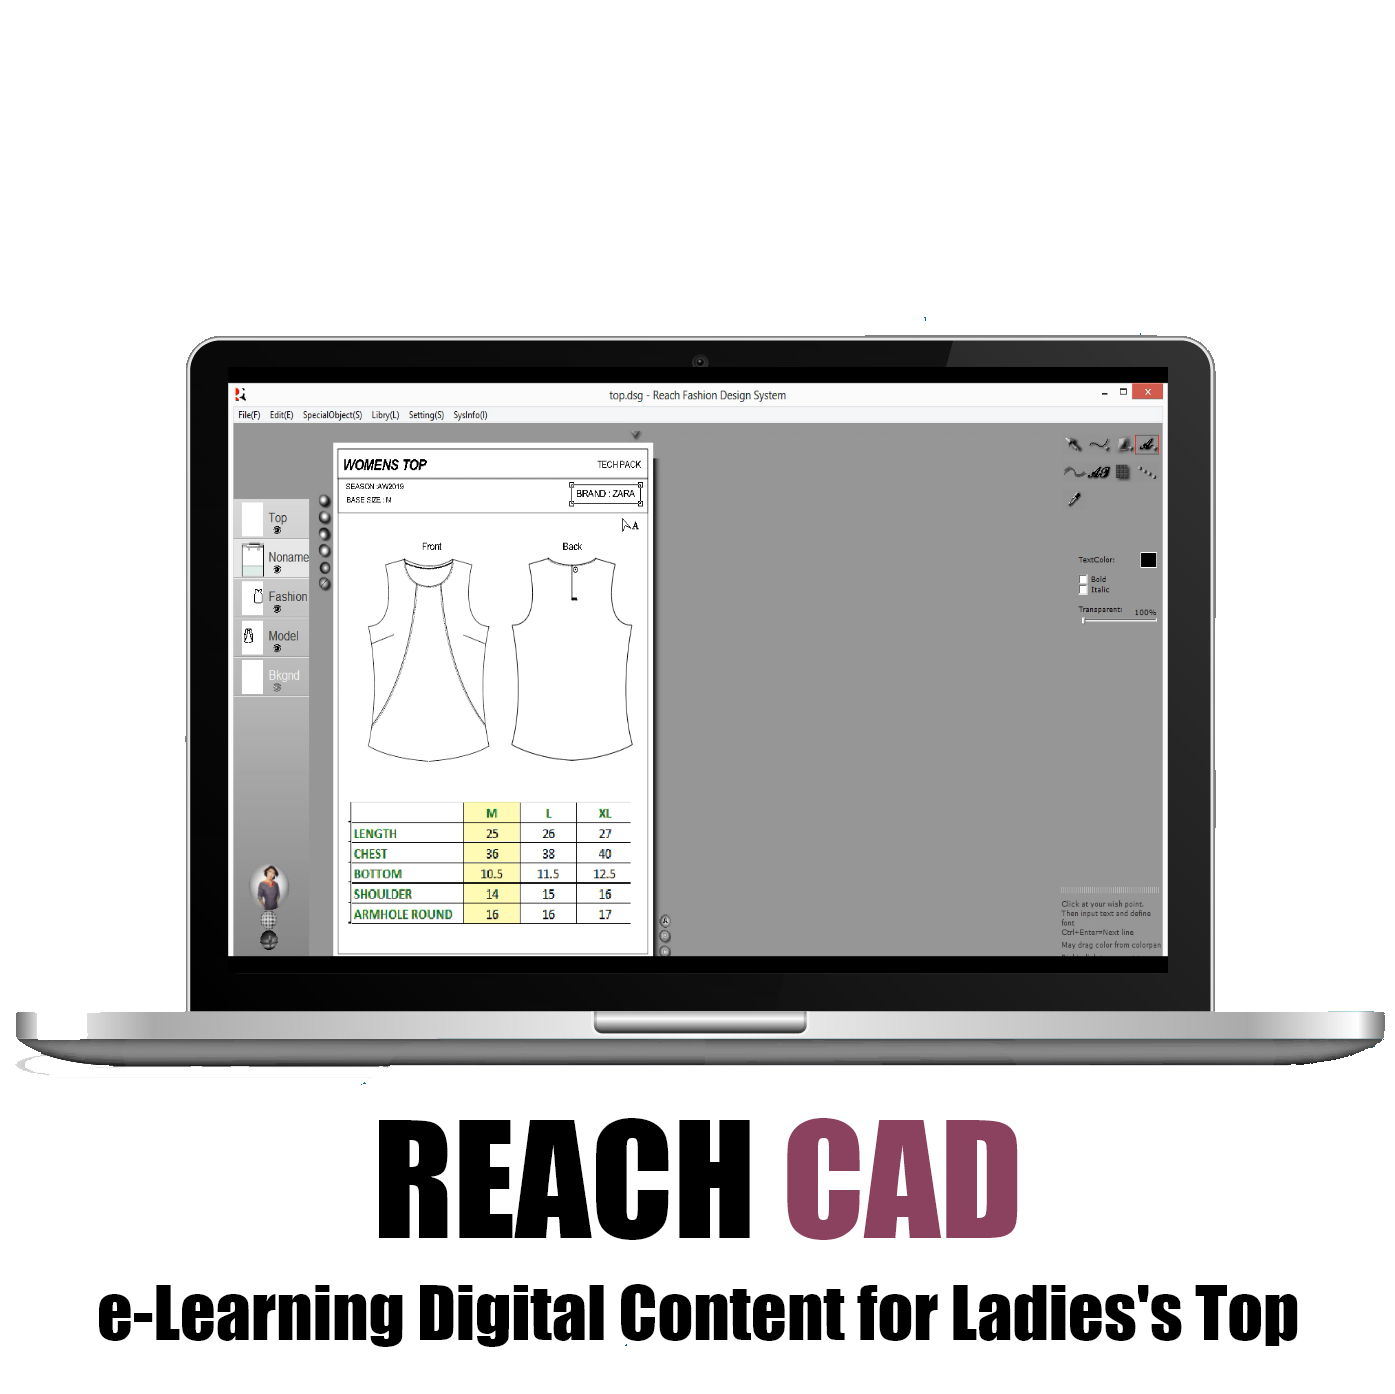 top.dsg - Reach Fashion Design System
File(F) Edit(E) SpecialObject(S) Libry(L) Setting(S) SysInfo(I)
WOMENS TOP TECH PACK
SEASON :AW2019
BASE SIZE : M
BRAND : ZARA
A
Front Back
Top
Noname
Fashion
Model
Bkgnd
M L XL
LENGTH 25 26 27
CHEST 36 38 40
BOTTOM 10.5 11.5 12.5
SHOULDER 14 15 16
ARMHOLE ROUND 16 16 17
TextColor:
Bold
Italic
Transparent: 100%
Click at your wish point.
Then input text and define
font
Ctrl+Enter=Next line
May drag color from colorpen
REACH CAD
e-Learning Digital Content for Ladies's Top